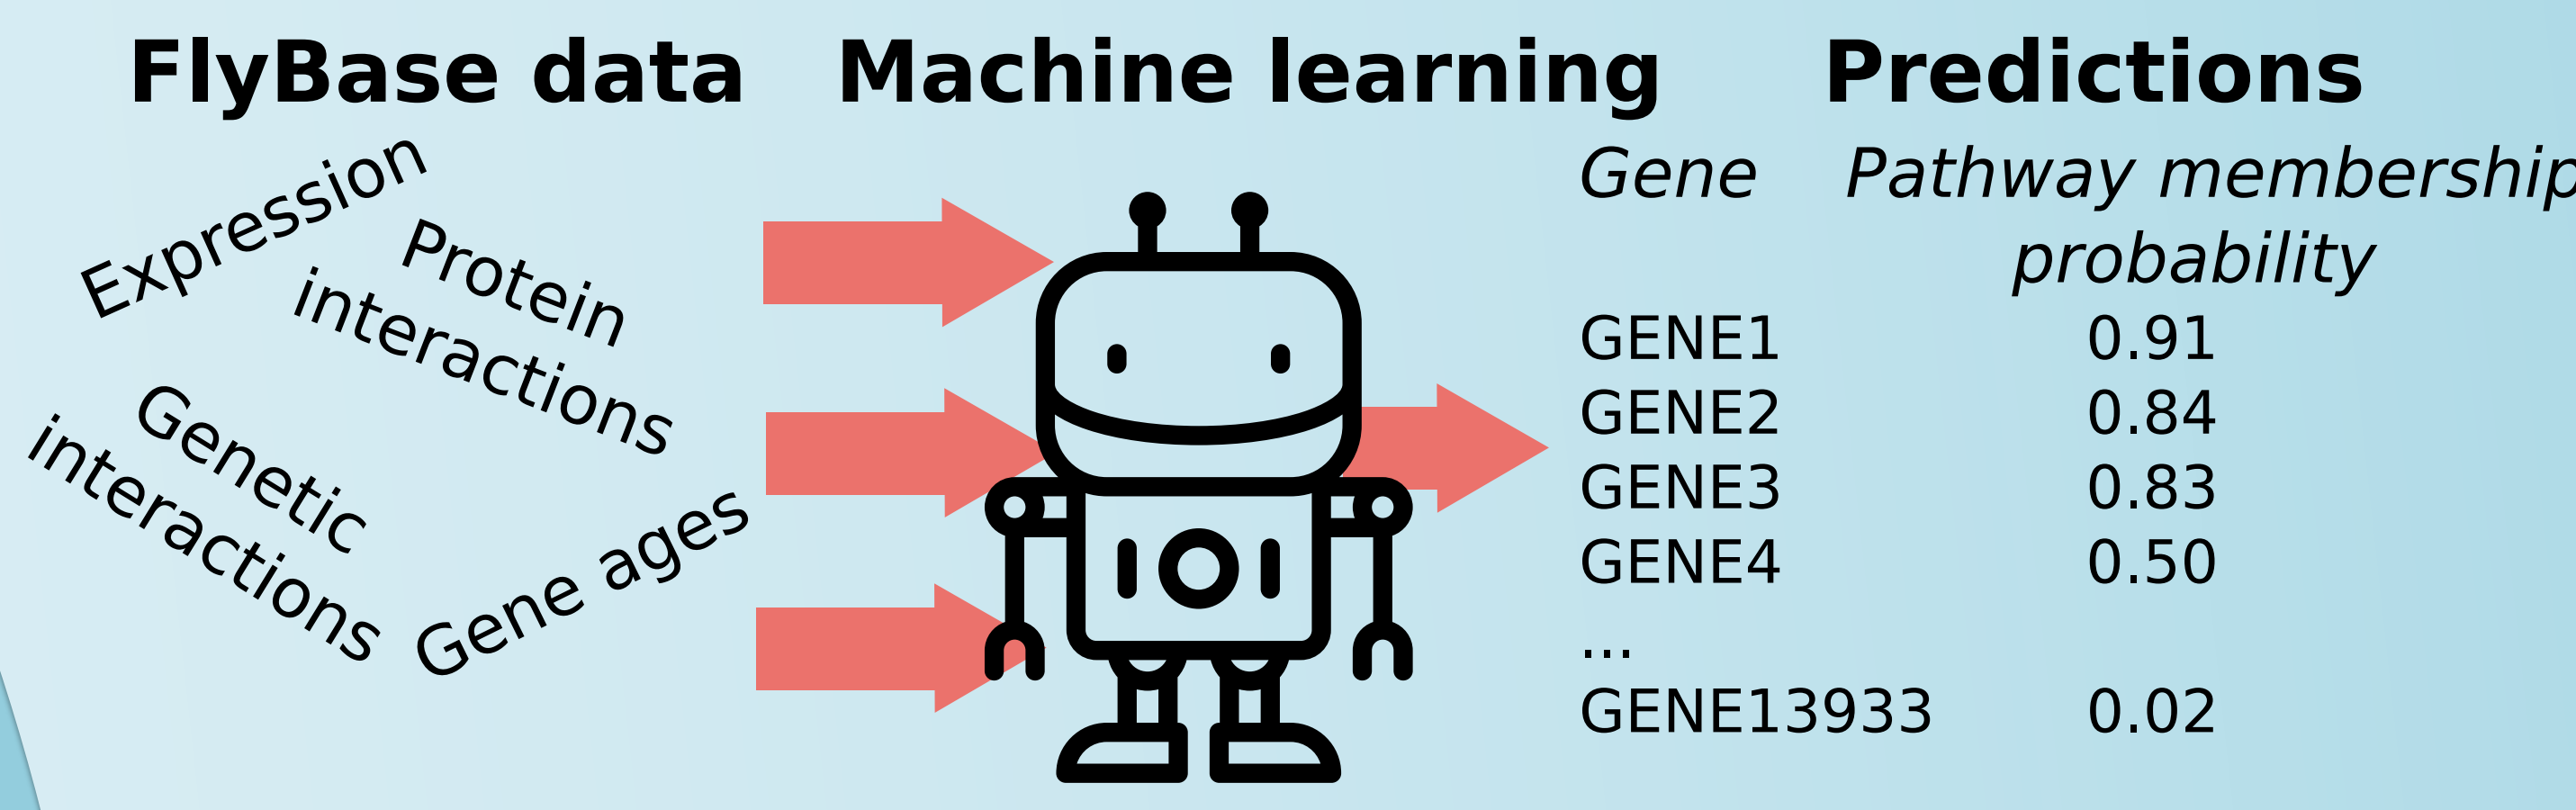 FlyBase data
Machine learning
Predictions
Expression
Protein
interactions
Genetic
interactions
Gene ages
Gene Pathway membership
probability
GENE1 0.91
GENE2 0.84
GENE3 0.83
GENE4 0.50
...
GENE13933 0.02